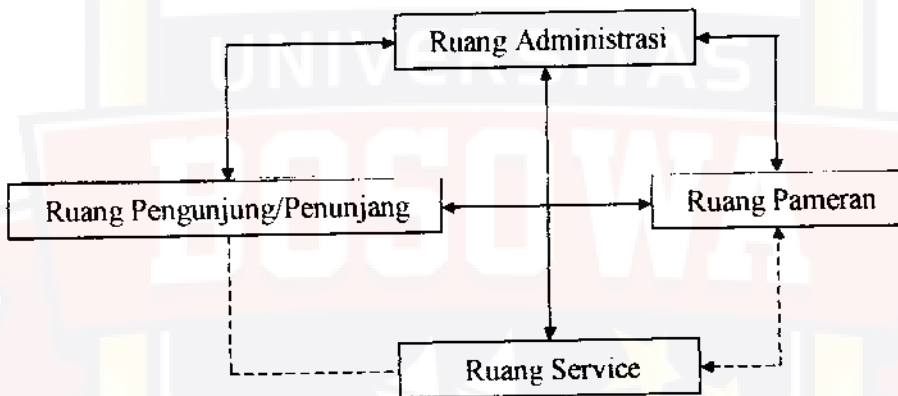 UNIVERSITAS
BOSOWA
Ruang Administrasi
Ruang Pengunjung/Penunjang
Ruang Pameran
Ruang Service